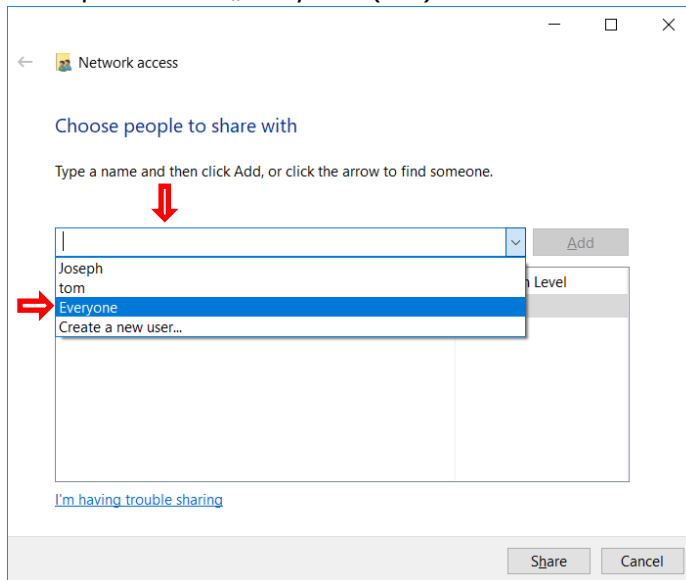 Network access
Choose people to share with
Type a name and then click Add, or click the arrow to find someone.
Add
Joseph
tom
Level
Everyone
Create a new user...
I'm having trouble sharing
Share Cancel